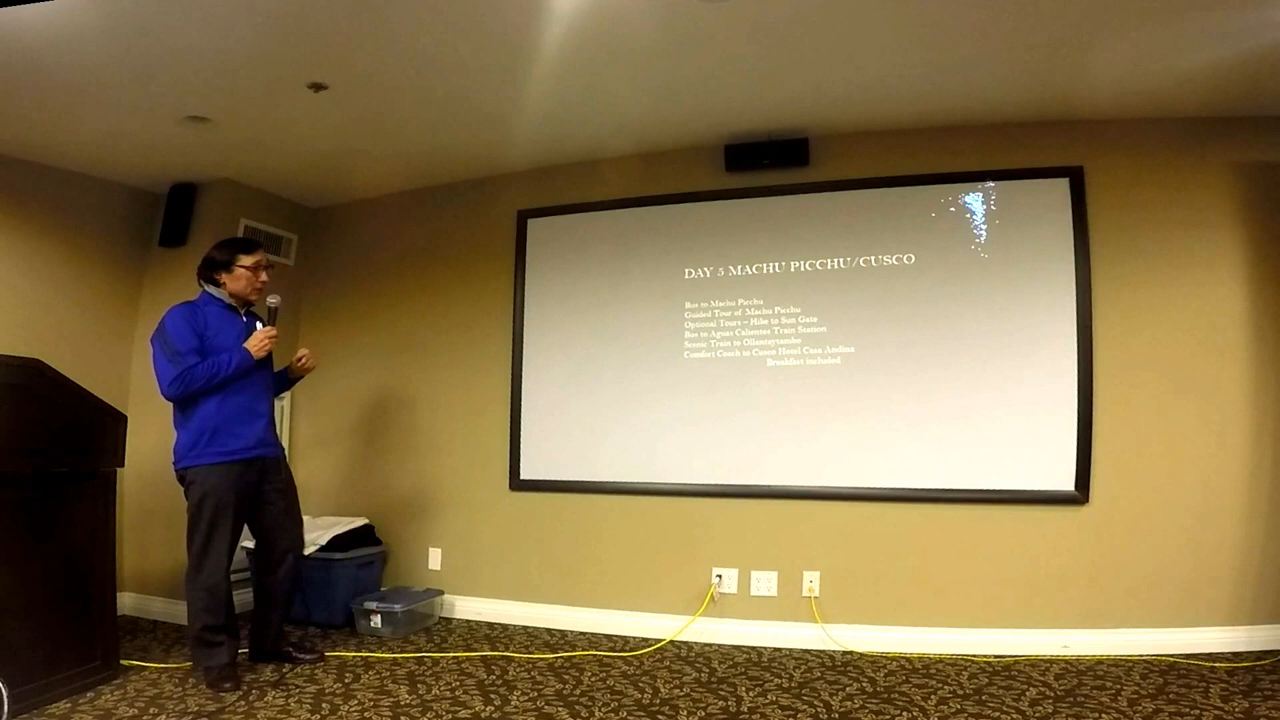 DAY 5 MACHU PICCHU/CUSCO
Bus to Machu Picchu
Guided Tour of Machu Picchu
Optional Tours – Hike to Sun Gate
Bus to Aguas Calientes Train Station
Scenic Train to Ollantaytambo
Comfort Coach to Cusco Hotel Casa Andina
Breakfast included